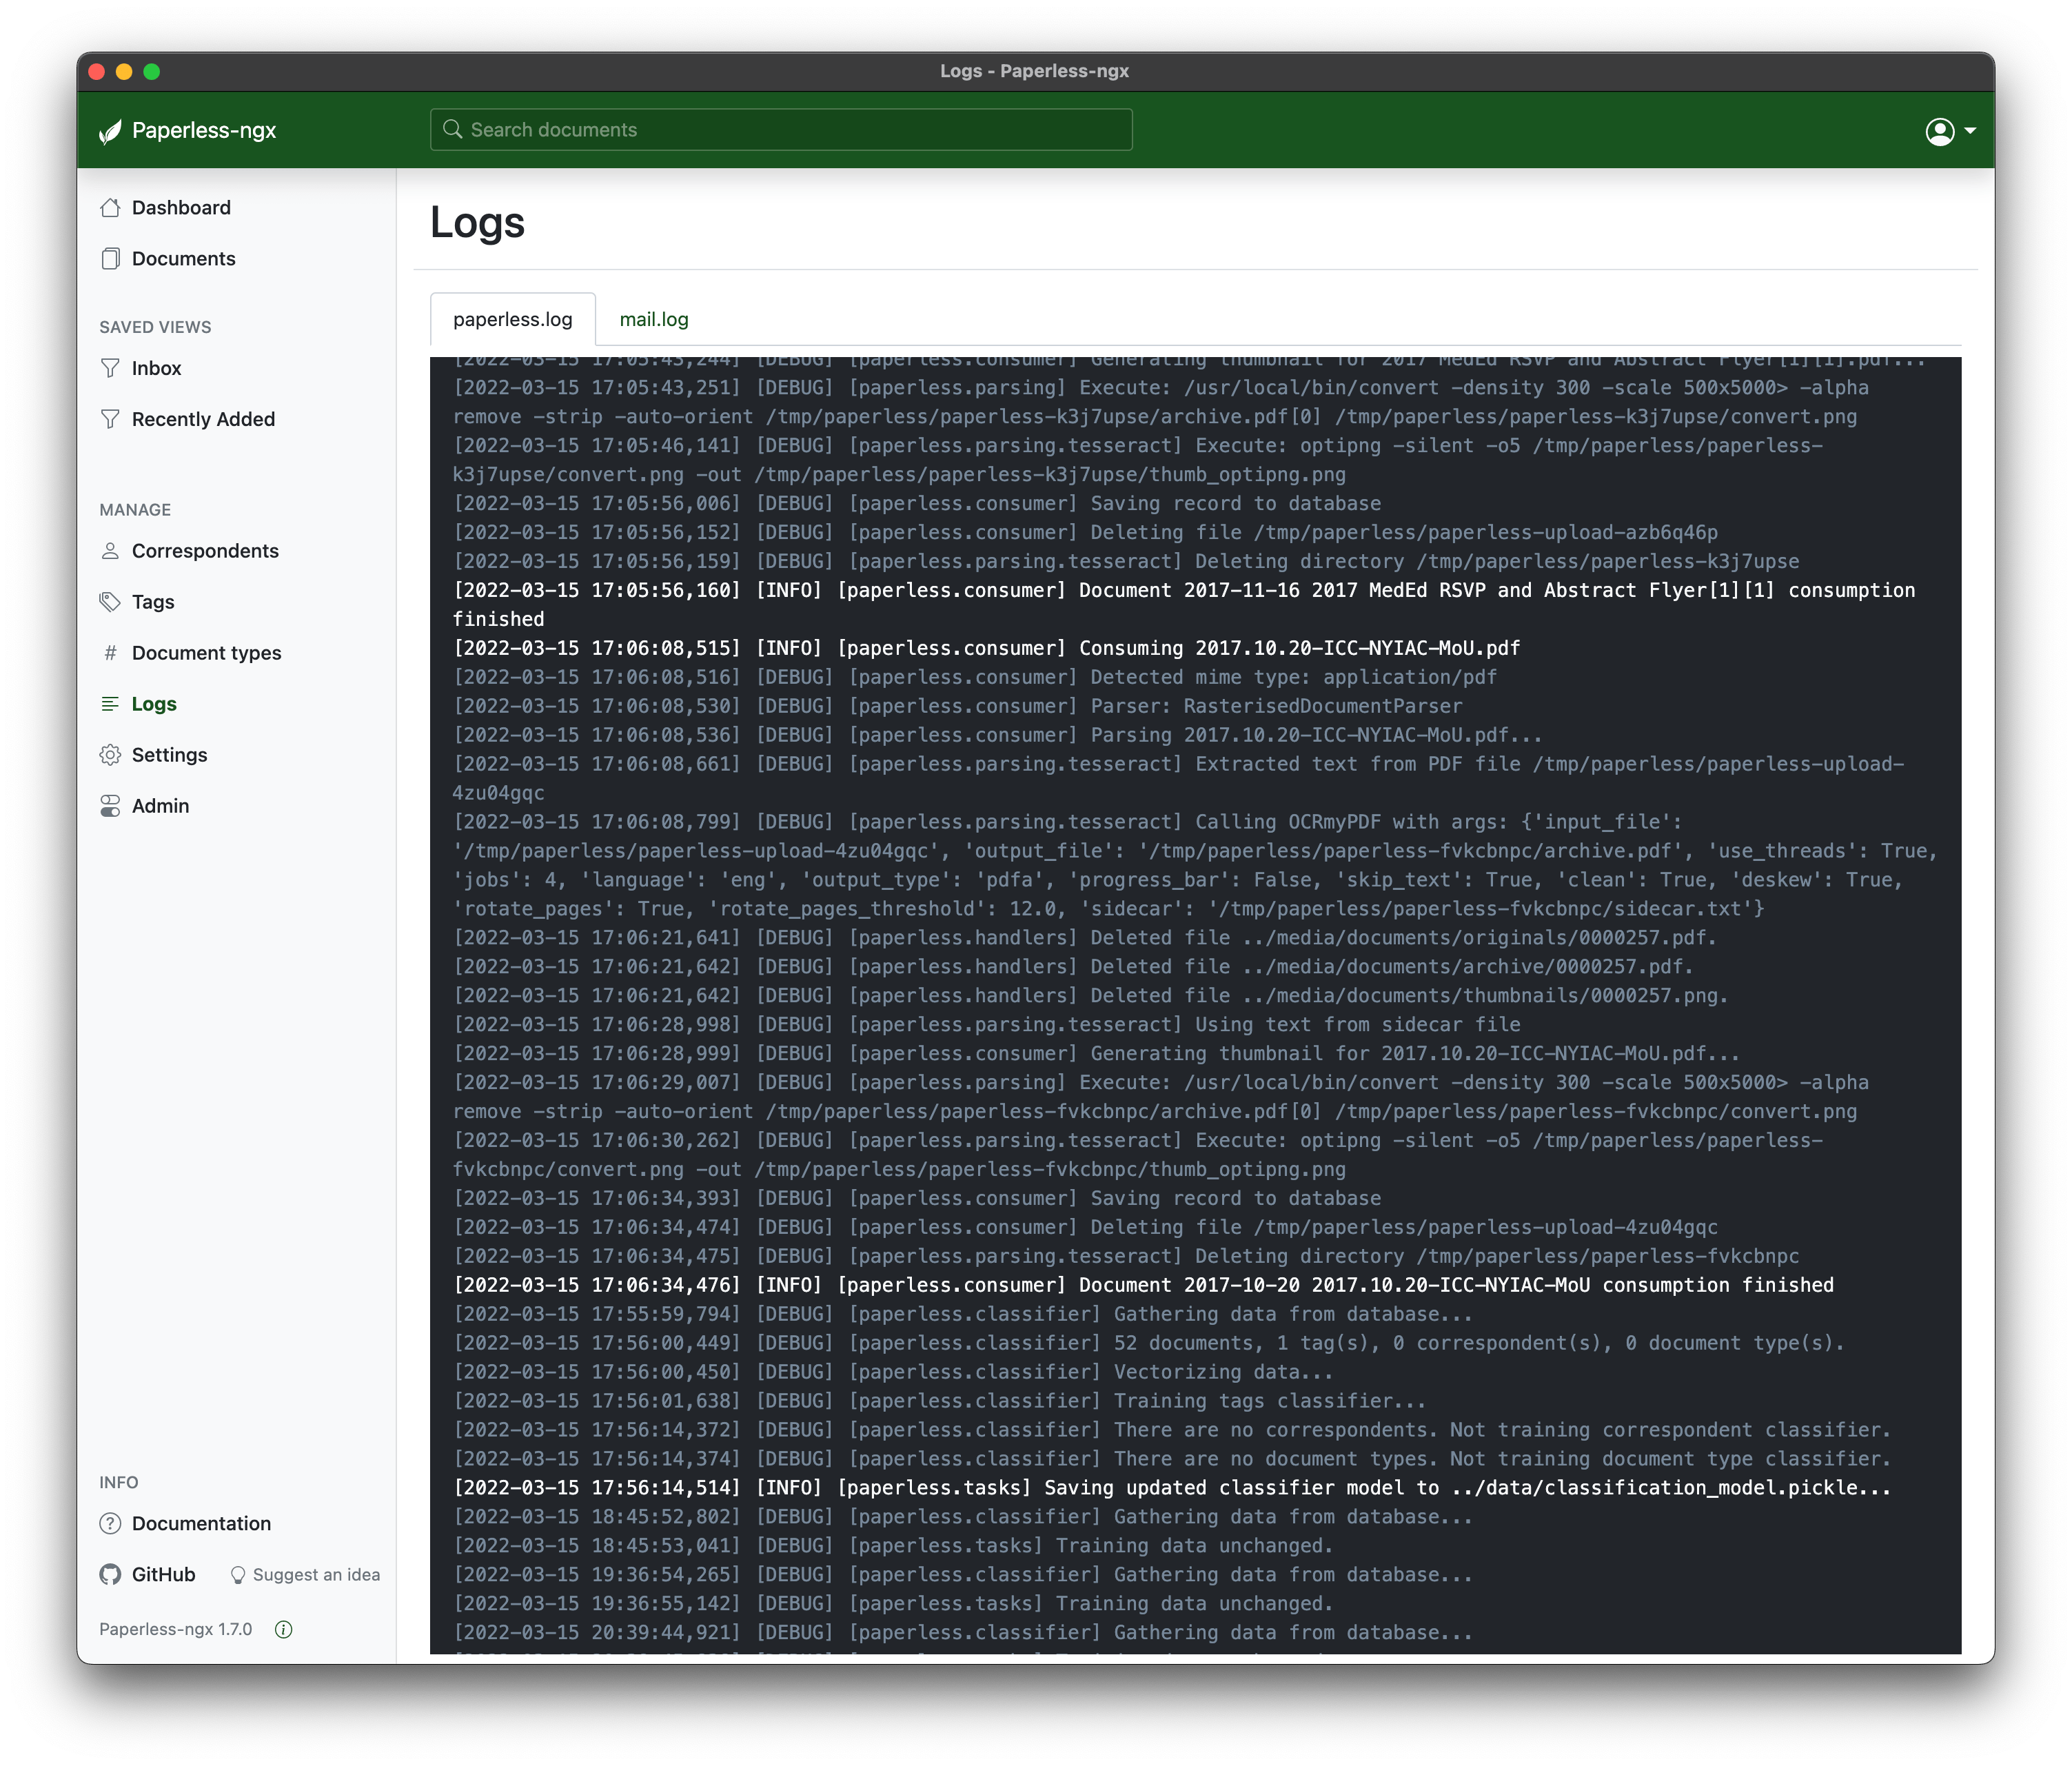 Logs - Paperless-ngx
Paperless-ngx
Search documents
Dashboard
Documents
SAVED VIEWS
Inbox
Recently Added
MANAGE
Correspondents
Tags
# Document types
Logs
Settings
Admin
INFO
Documentation
GitHub
Suggest an idea
Paperless-ngx 1.7.0
Logs
paperless.log
mail.log
[2022-03-15 17:05:43,244] [DEBUG] [paperless.consumer] Generating thumbnail for 2017 MedEd RSVP and Abstract Flyer[1][1].pdf...
[2022-03-15 17:05:43,251] [DEBUG] [paperless.parsing] Execute: /usr/local/bin/convert -density 300 -scale 500x5000> -alpha
remove -strip -auto-orient /tmp/paperless/paperless-k3j7upse/archive.pdf[0] /tmp/paperless/paperless-k3j7upse/convert.png
[2022-03-15 17:05:46,141] [DEBUG] [paperless.parsing.tesseract] Execute: optipng -silent -o5 /tmp/paperless/paperless-
k3j7upse/convert.png -out /tmp/paperless/paperless-k3j7upse/thumb_optipng.png
[2022-03-15 17:05:56,006] [DEBUG] [paperless.consumer] Saving record to database
[2022-03-15 17:05:56,152] [DEBUG] [paperless.consumer] Deleting file /tmp/paperless/paperless-upload-azb6q46p
[2022-03-15 17:05:56,159] [DEBUG] [paperless.parsing.tesseract] Deleting directory /tmp/paperless/paperless-k3j7upse
[2022-03-15 17:05:56,160] [INFO] [paperless.consumer] Document 2017-11-16 2017 MedEd RSVP and Abstract Flyer[1][1] consumption
finished
[2022-03-15 17:06:08,515] [INFO] [paperless.consumer] Consuming 2017.10.20-ICC-NYIAC-MoU.pdf
[2022-03-15 17:06:08,516] [DEBUG] [paperless.consumer] Detected mime type: application/pdf
[2022-03-15 17:06:08,530] [DEBUG] [paperless.consumer] Parser: RasterisedDocumentParser
[2022-03-15 17:06:08,536] [DEBUG] [paperless.consumer] Parsing 2017.10.20-ICC-NYIAC-MoU.pdf...
[2022-03-15 17:06:08,661] [DEBUG] [paperless.parsing.tesseract] Extracted text from PDF file /tmp/paperless/paperless-upload-
4zu04gqc
[2022-03-15 17:06:08,799] [DEBUG] [paperless.parsing.tesseract] Calling OCRmyPDF with args: {'input_file':
'/tmp/paperless/paperless-upload-4zu04gqc', 'output_file': '/tmp/paperless/paperless-fvkcbnpc/archive.pdf', 'use_threads': True,
'jobs': 4, 'language': 'eng', 'output_type': 'pdfa', 'progress_bar': False, 'skip_text': True, 'clean': True, 'deskew': True,
'rotate_pages': True, 'rotate_pages_threshold': 12.0, 'sidecar': '/tmp/paperless/paperless-fvkcbnpc/sidecar.txt'}
[2022-03-15 17:06:21,641] [DEBUG] [paperless.handlers] Deleted file ../media/documents/originals/0000257.pdf.
[2022-03-15 17:06:21,642] [DEBUG] [paperless.handlers] Deleted file ../media/documents/archive/0000257.pdf.
[2022-03-15 17:06:21,642] [DEBUG] [paperless.handlers] Deleted file ../media/documents/thumbnails/0000257.png.
[2022-03-15 17:06:28,998] [DEBUG] [paperless.parsing.tesseract] Using text from sidecar file
[2022-03-15 17:06:28,999] [DEBUG] [paperless.consumer] Generating thumbnail for 2017.10.20-ICC-NYIAC-MoU.pdf...
[2022-03-15 17:06:29,007] [DEBUG] [paperless.parsing] Execute: /usr/local/bin/convert -density 300 -scale 500x5000> -alpha
remove -strip -auto-orient /tmp/paperless/paperless-fvkcbnpc/archive.pdf[0] /tmp/paperless/paperless-fvkcbnpc/convert.png
[2022-03-15 17:06:30,262] [DEBUG] [paperless.parsing.tesseract] Execute: optipng -silent -o5 /tmp/paperless/paperless-
fvkcbnpc/convert.png -out /tmp/paperless/paperless-fvkcbnpc/thumb_optipng.png
[2022-03-15 17:06:34,393] [DEBUG] [paperless.consumer] Saving record to database
[2022-03-15 17:06:34,474] [DEBUG] [paperless.consumer] Deleting file /tmp/paperless/paperless-upload-4zu04gqc
[2022-03-15 17:06:34,475] [DEBUG] [paperless.parsing.tesseract] Deleting directory /tmp/paperless/paperless-fvkcbnpc
[2022-03-15 17:06:34,476] [INFO] [paperless.consumer] Document 2017-10-20 2017.10.20-ICC-NYIAC-MoU consumption finished
[2022-03-15 17:55:59,794] [DEBUG] [paperless.classifier] Gathering data from database...
[2022-03-15 17:56:00,449] [DEBUG] [paperless.classifier] 52 documents, 1 tag(s), 0 correspondent(s), 0 document type(s).
[2022-03-15 17:56:00,450] [DEBUG] [paperless.classifier] Vectorizing data...
[2022-03-15 17:56:01,638] [DEBUG] [paperless.classifier] Training tags classifier...
[2022-03-15 17:56:14,372] [DEBUG] [paperless.classifier] There are no correspondents. Not training correspondent classifier.
[2022-03-15 17:56:14,374] [DEBUG] [paperless.classifier] There are no document types. Not training document type classifier.
[2022-03-15 17:56:14,514] [INFO] [paperless.tasks] Saving updated classifier model to ../data/classification_model.pickle...
[2022-03-15 18:45:52,802] [DEBUG] [paperless.classifier] Gathering data from database...
[2022-03-15 18:45:53,041] [DEBUG] [paperless.tasks] Training data unchanged.
[2022-03-15 19:36:54,265] [DEBUG] [paperless.classifier] Gathering data from database...
[2022-03-15 19:36:55,142] [DEBUG] [paperless.tasks] Training data unchanged.
[2022-03-15 20:39:44,921] [DEBUG] [paperless.classifier] Gathering data from database...